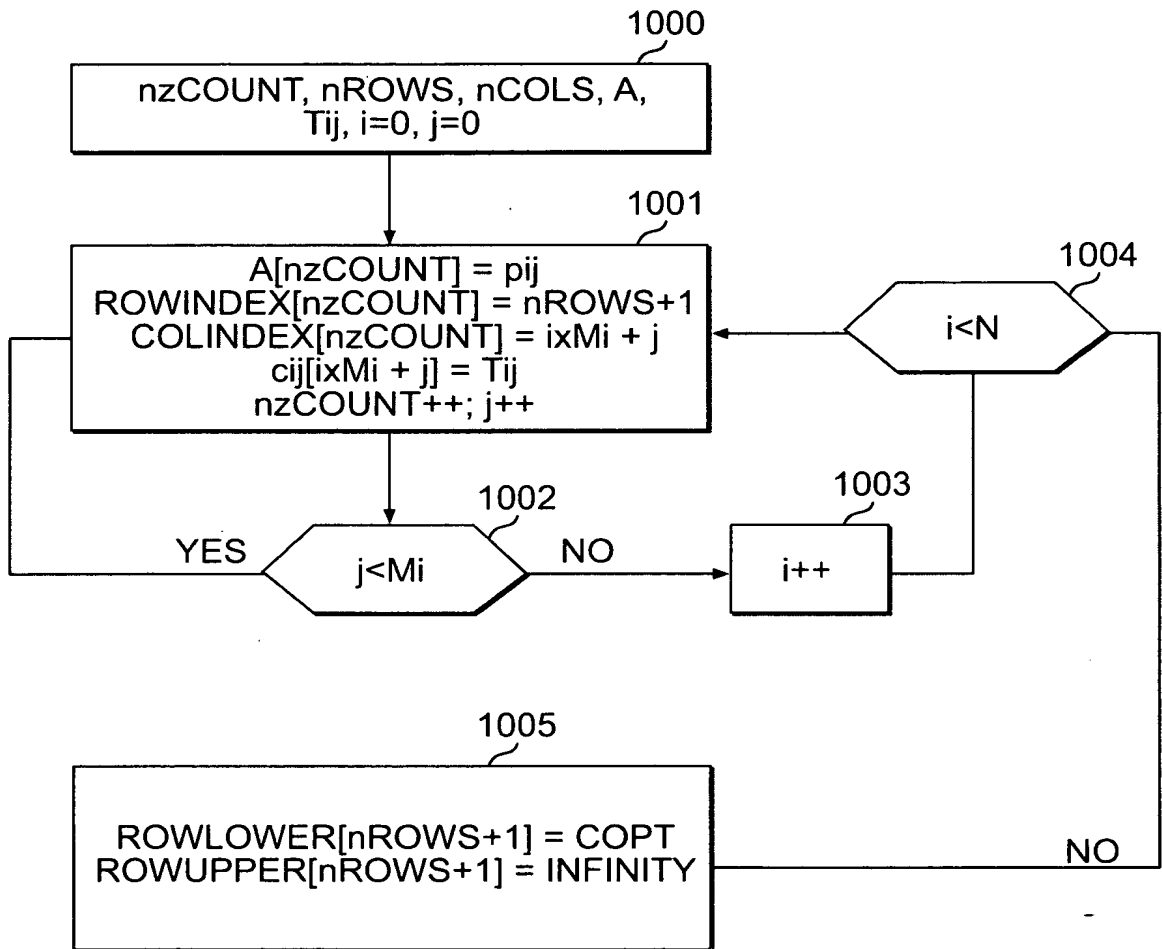 1000
nzCOUNT, nROWS, nCOLS, A,
Tij, i=0, j=0
1001
A[nzCOUNT] = pij
ROWINDEX[nzCOUNT] = nROWS+1
COLINDEX[nzCOUNT] = ixMi + j
cij[ixMi + j] = Tij
nzCOUNT++; j++
1004
i<N
1002
YES
j<Mi
NO
1003
i++
1005
ROWLOWER[nROWS+1] = COPT
ROWUPPER[nROWS+1] = INFINITY
NO